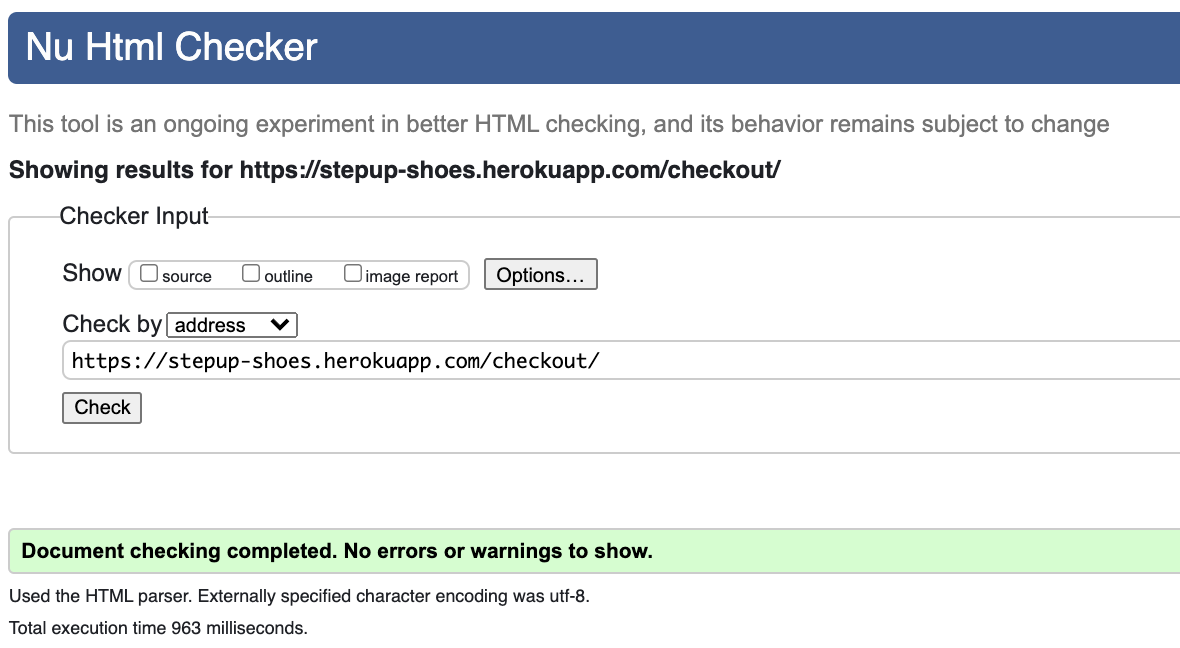 Nu Html Checker
This tool is an ongoing experiment in better HTML checking, and its behavior remains subject to change
Showing results for https://stepup-shoes.herokuapp.com/checkout/
Checker Input
Show source outline image report Options...
Check by address
https://stepup-shoes.herokuapp.com/checkout/
Check
Document checking completed. No errors or warnings to show.
Used the HTML parser. Externally specified character encoding was utf-8.
Total execution time 963 milliseconds.